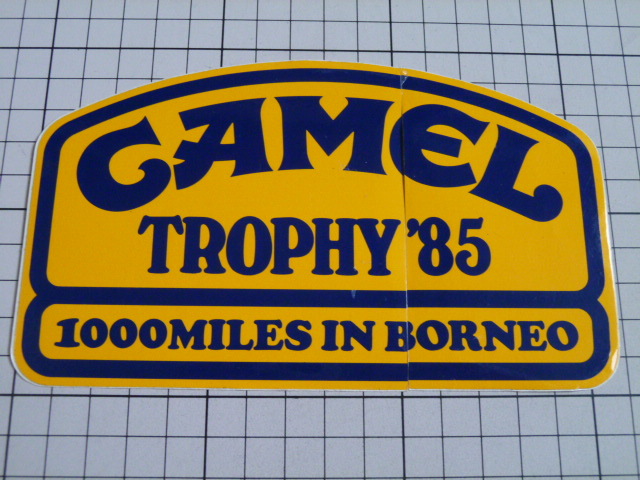 CAMEL
TROPHY '85
1000MILES IN BORNEO